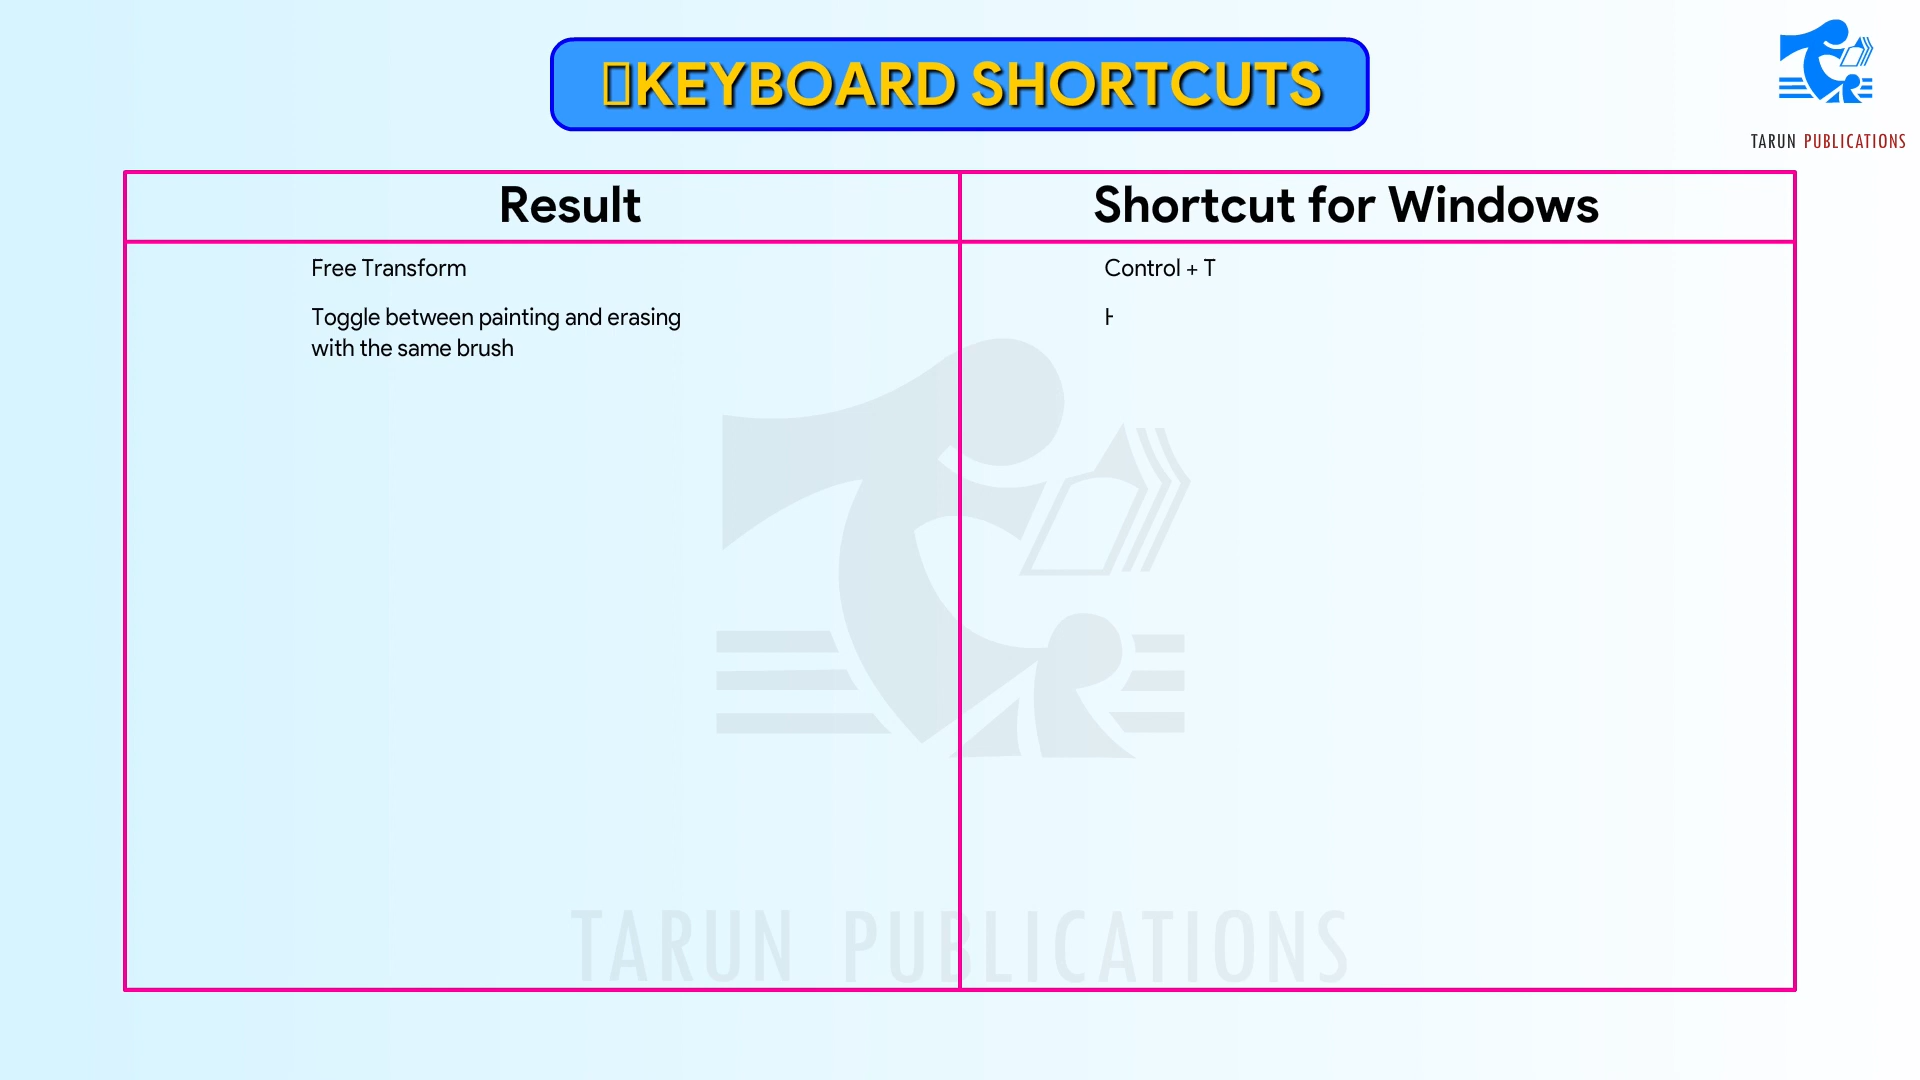 KEYBOARD SHORTCUTS
TARUN PUBLICATIONS
Result
Shortcut for Windows
Free Transform
Control + T
Toggle between painting and erasing
with the same brush
TARUN PUBLICATIONS